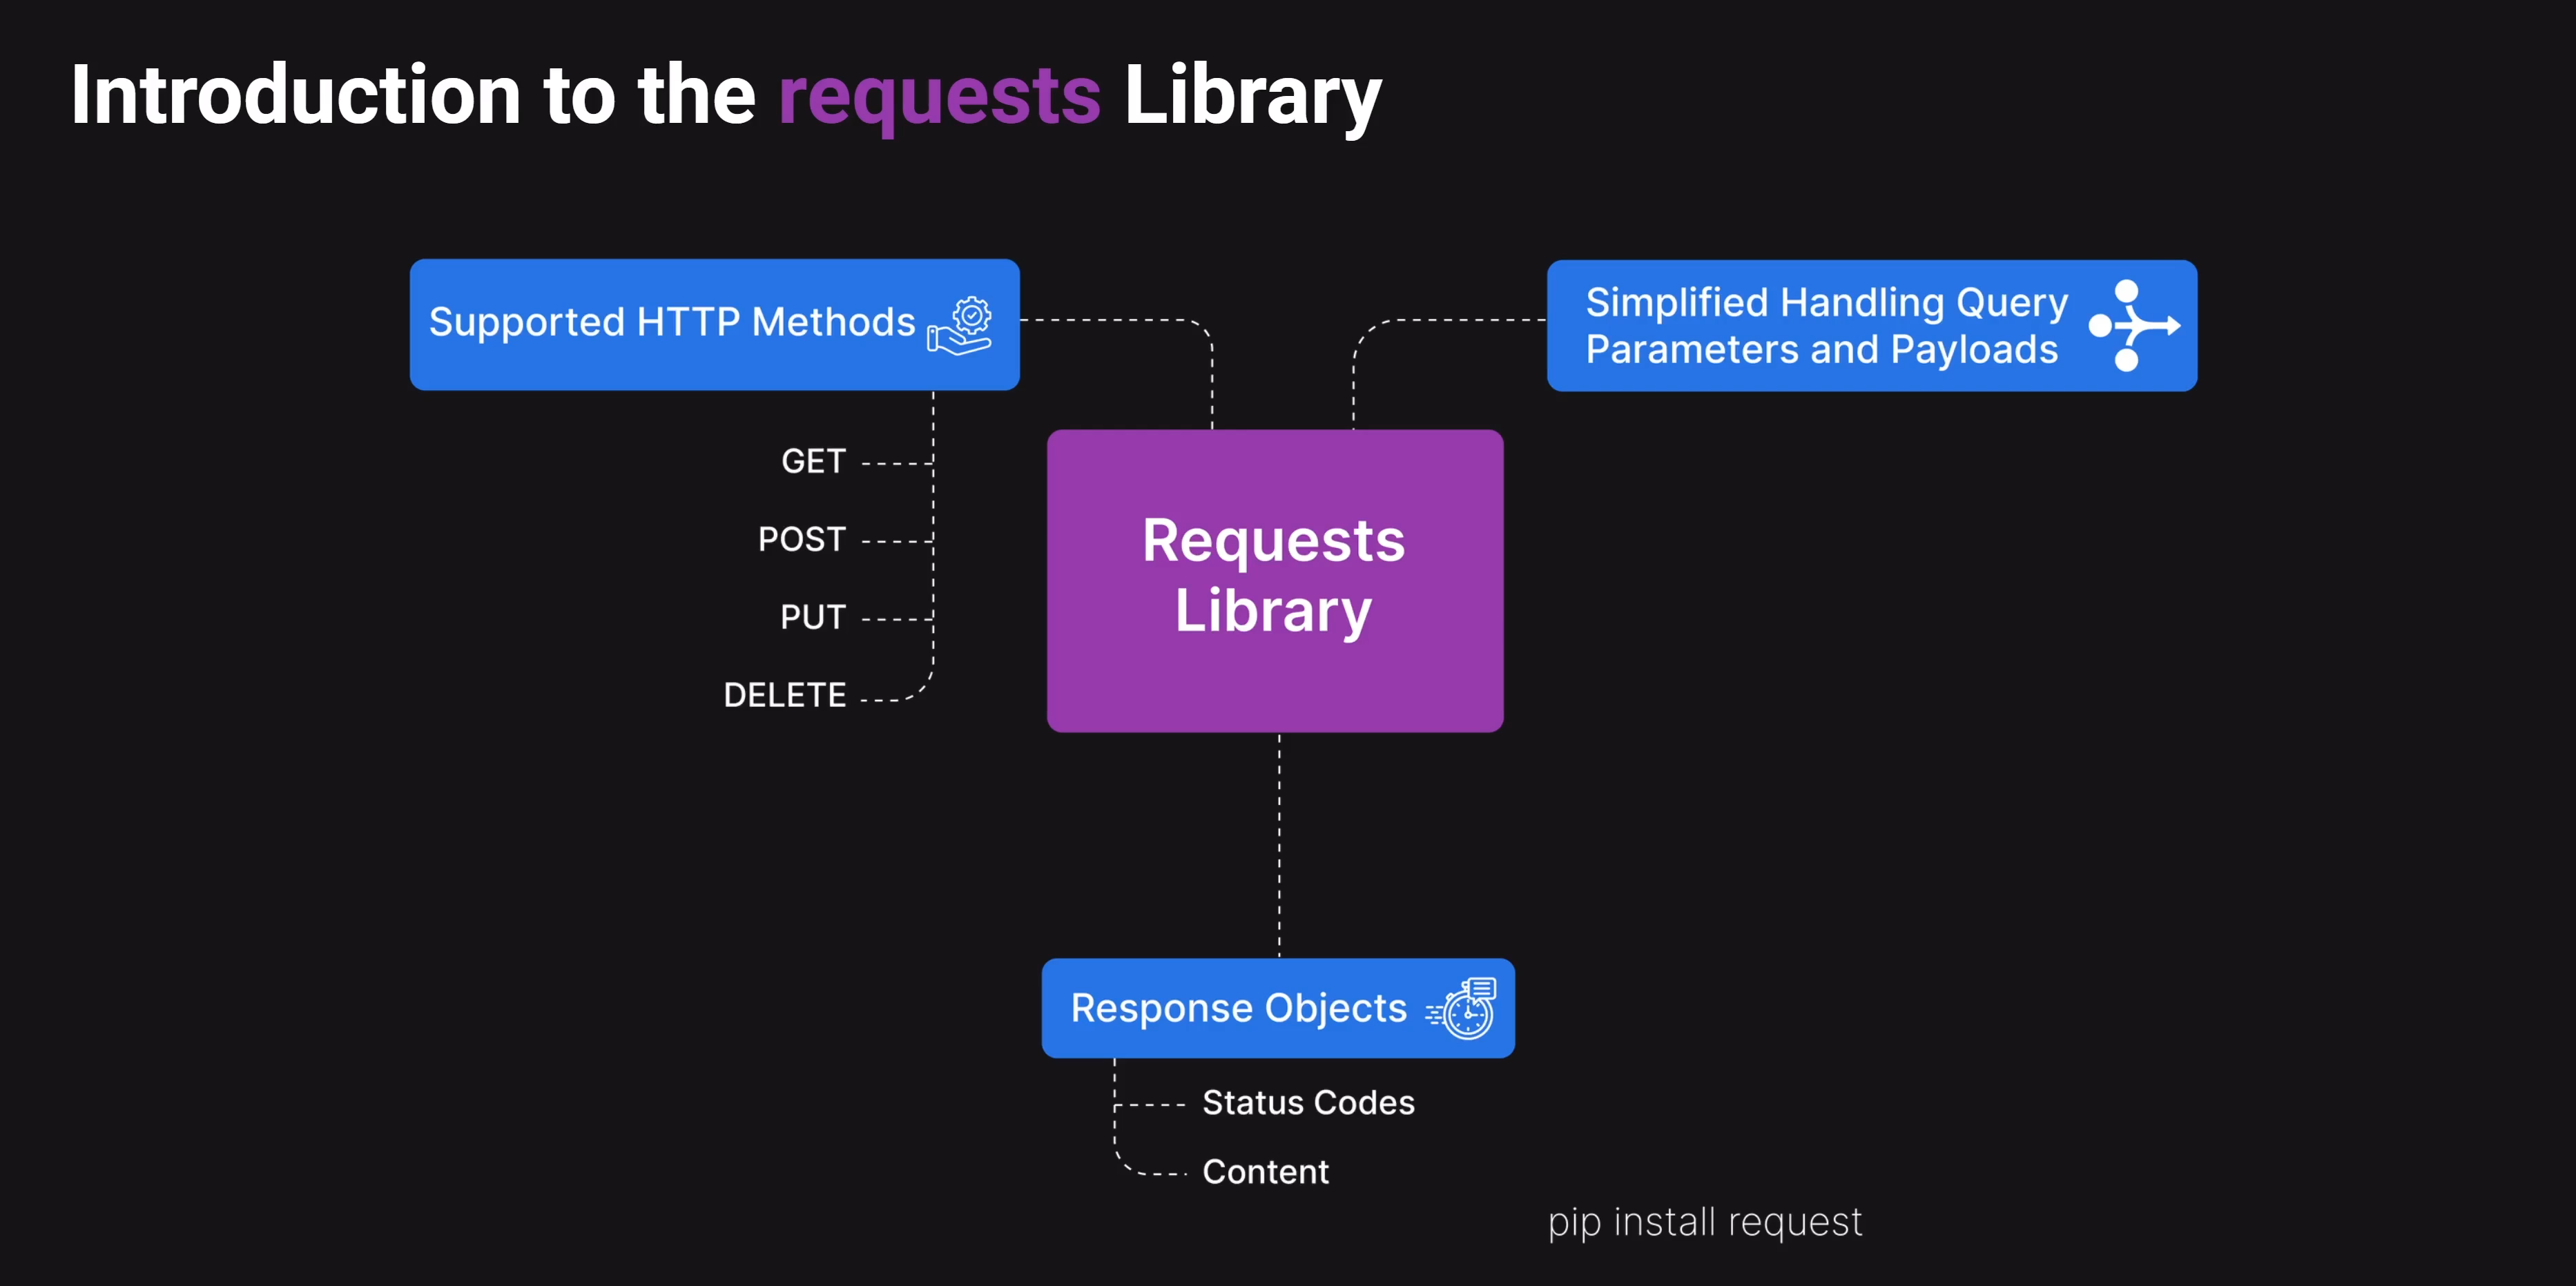 Introduction to the requests Library
Supported HTTP Methods
GET
POST
PUT
DELETE
Simplified Handling Query
Parameters and Payloads
Requests
Library
Response Objects
Status Codes
Content
pip install request